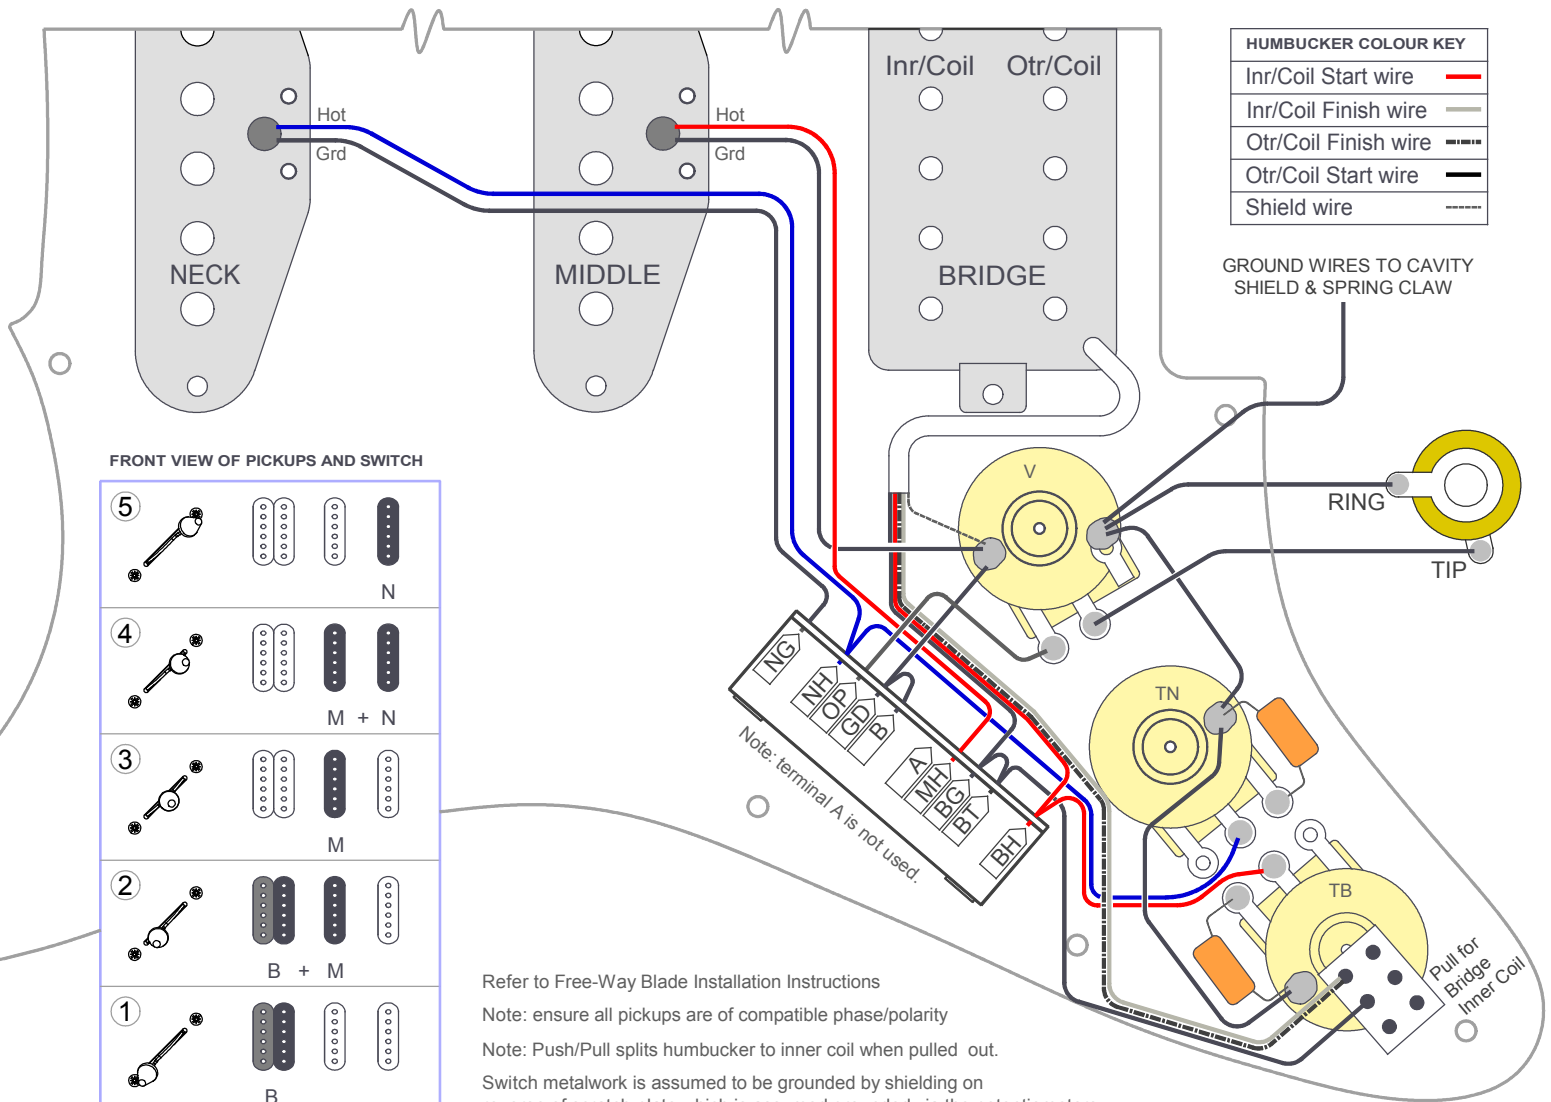 Inr/Coil Otr/Coil
HUMBUCKER COLOUR KEY
Inr/Coil Start wire
Inr/Coil Finish wire
Otr/Coil Finish wire
Otr/Coil Start wire
Shield wire
Hot
Grd
Hot
Grd
NECK
MIDDLE
BRIDGE
GROUND WIRES TO CAVITY
SHIELD & SPRING CLAW
FRONT VIEW OF PICKUPS AND SWITCH
5
N
4
M + N
3
M
2
B + M
1
B
V
RING
TIP
NG
NH
OP
GD
B
A
MH
BG
BT
BH
Note: terminal A is not used.
TN
TB
Pull for
Bridge
Inner Coil
Refer to Free-Way Blade Installation Instructions
Note: ensure all pickups are of compatible phase/polarity
Note: Push/Pull splits humbucker to inner coil when pulled out.
Switch metalwork is assumed to be grounded by shielding on